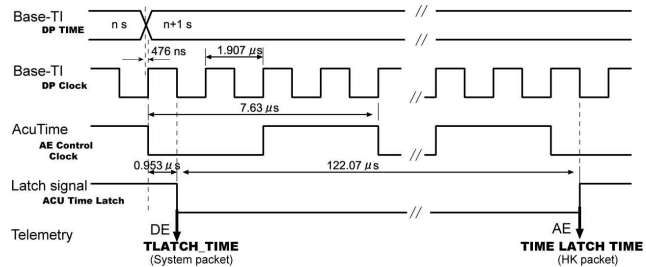 Base-TI
DP TIME
n s
n+1 s
476 ns
1.907 μs
Base-TI
DP Clock
7.63 μs
AcuTime
AE Control
Clock
0.953 μs
122.07 μs
Latch signal
ACU Time Latch
Telemetry
DE
AE
TLATCH_TIME
(System packet)
TIME LATCH TIME
(HK packet)